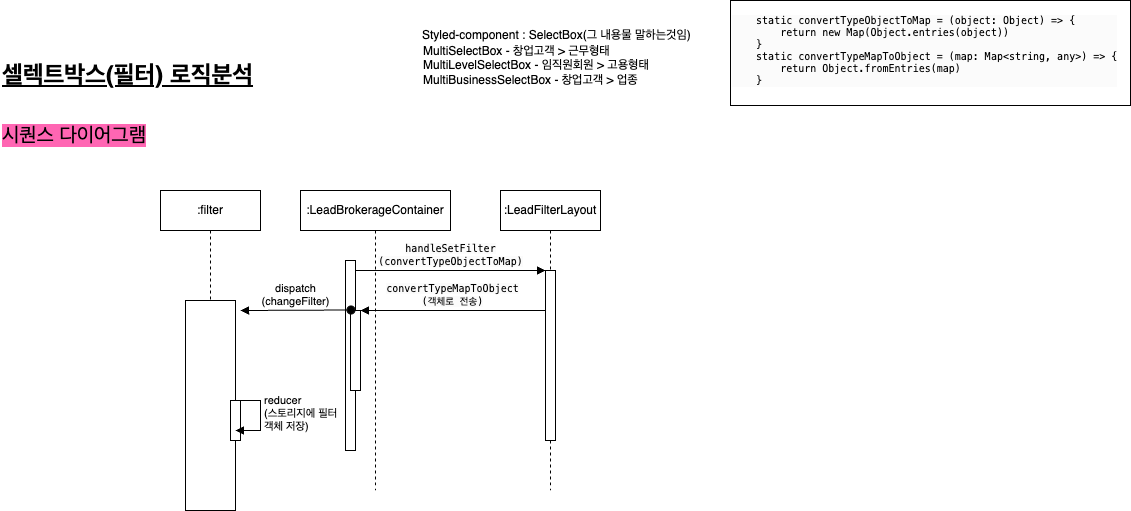 셀렉트박스(필터) 로직분석
Styled-component : SelectBox(그 내용물 말하는것임)
MultiSelectBox - 창업고객 > 근무형태
MultiLevelSelectBox - 임직원회원 > 고용형태
MultiBusinessSelectBox - 창업고객 > 업종
static convertTypeObjectToMap = (object: Object) => {
return new Map(Object.entries(object))
}
static convertTypeMapToObject = (map: Map<string, any>) => {
return Object.fromEntries(map)
}
시퀀스 다이어그램
:filter
:LeadBrokerageContainer
:LeadFilterLayout
handleSetFilter
(convertTypeObjectToMap)
dispatch
(changeFilter)
convertTypeMapToObject
(객체로 전송)
reducer
(스토리지에 필터
객체 저장)